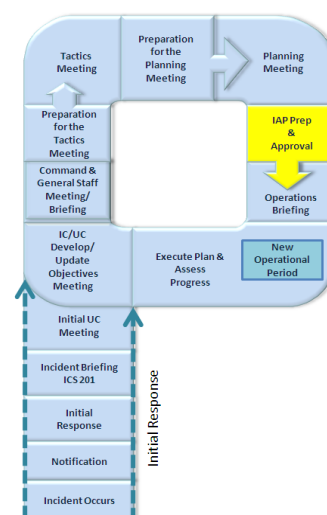 Tactics
Meeting
Preparation
for the
Planning
Meeting
Planning
Meeting
Preparation
for the
Tactics
Meeting
IAP Prep
&
Approval
Command &
General Staff
Meeting/
Briefing
Operations
Briefing
IC/UC
Develop/
Update
Objectives
Meeting
Execute Plan &
Assess
Progress
New
Operational
Period
Initial UC
Meeting
Incident Briefing
ICS 201
Initial
Response
Notification
Incident Occurs
Initial Response